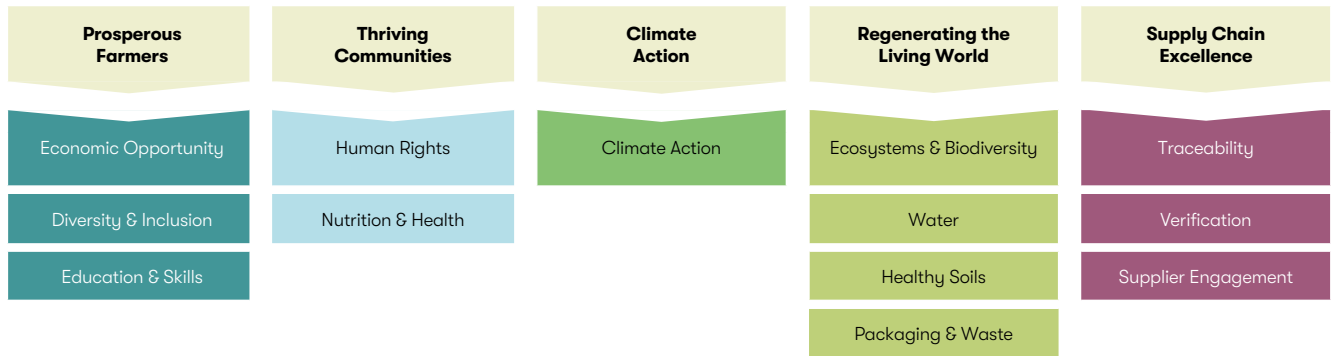 Prosperous
Farmers
Economic Opportunity
Diversity & Inclusion
Education & Skills
Thriving
Communities
Human Rights
Nutrition & Health
Climate
Action
Climate Action
Regenerating the
Living World
Ecosystems & Biodiversity
Water
Healthy Soils
Packaging & Waste
Supply Chain
Excellence
Traceability
Verification
Supplier Engagement